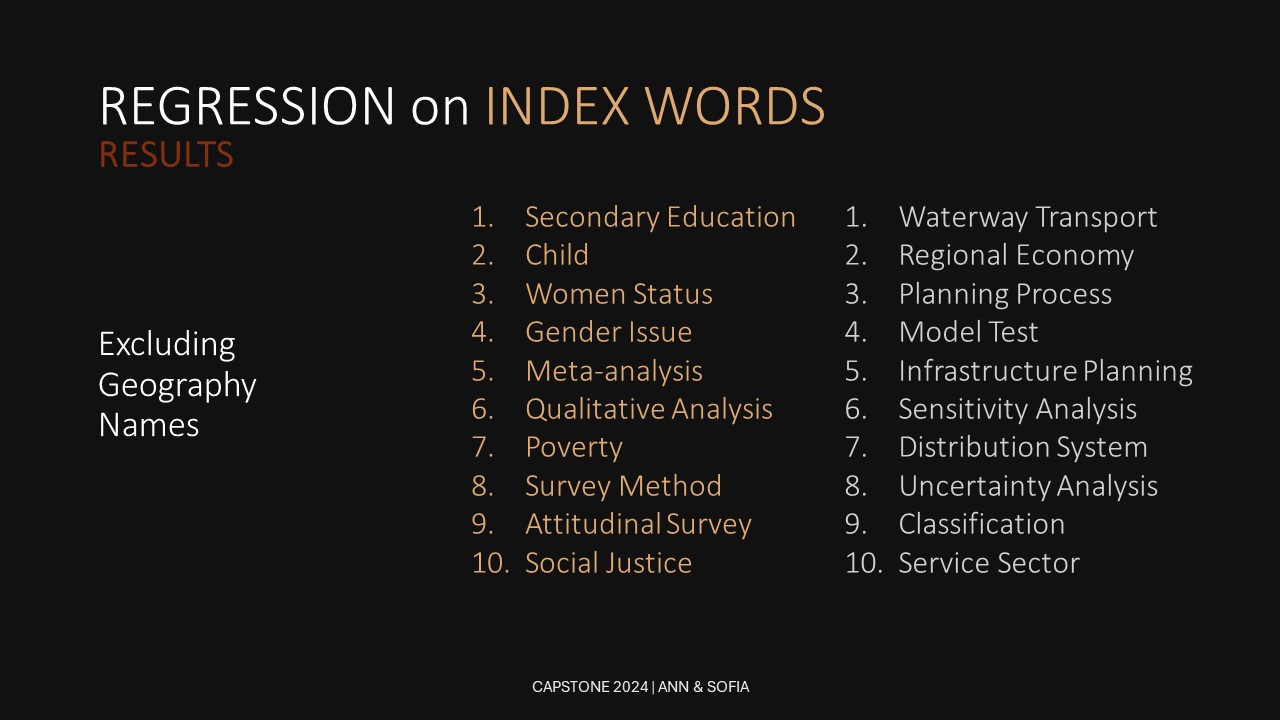 REGRESSION on INDEX WORDS
RESULTS
Excluding
Geography
Names
1. Secondary Education
2. Child
3. Women Status
4. Gender Issue
5. Meta-analysis
6. Qualitative Analysis
7. Poverty
8. Survey Method
9. Attitudinal Survey
10. Social Justice
1. Waterway Transport
2. Regional Economy
3. Planning Process
4. Model Test
5. Infrastructure Planning
6. Sensitivity Analysis
7. Distribution System
8. Uncertainty Analysis
9. Classification
10. Service Sector
CAPSTONE 2024 | ANN & SOFIA